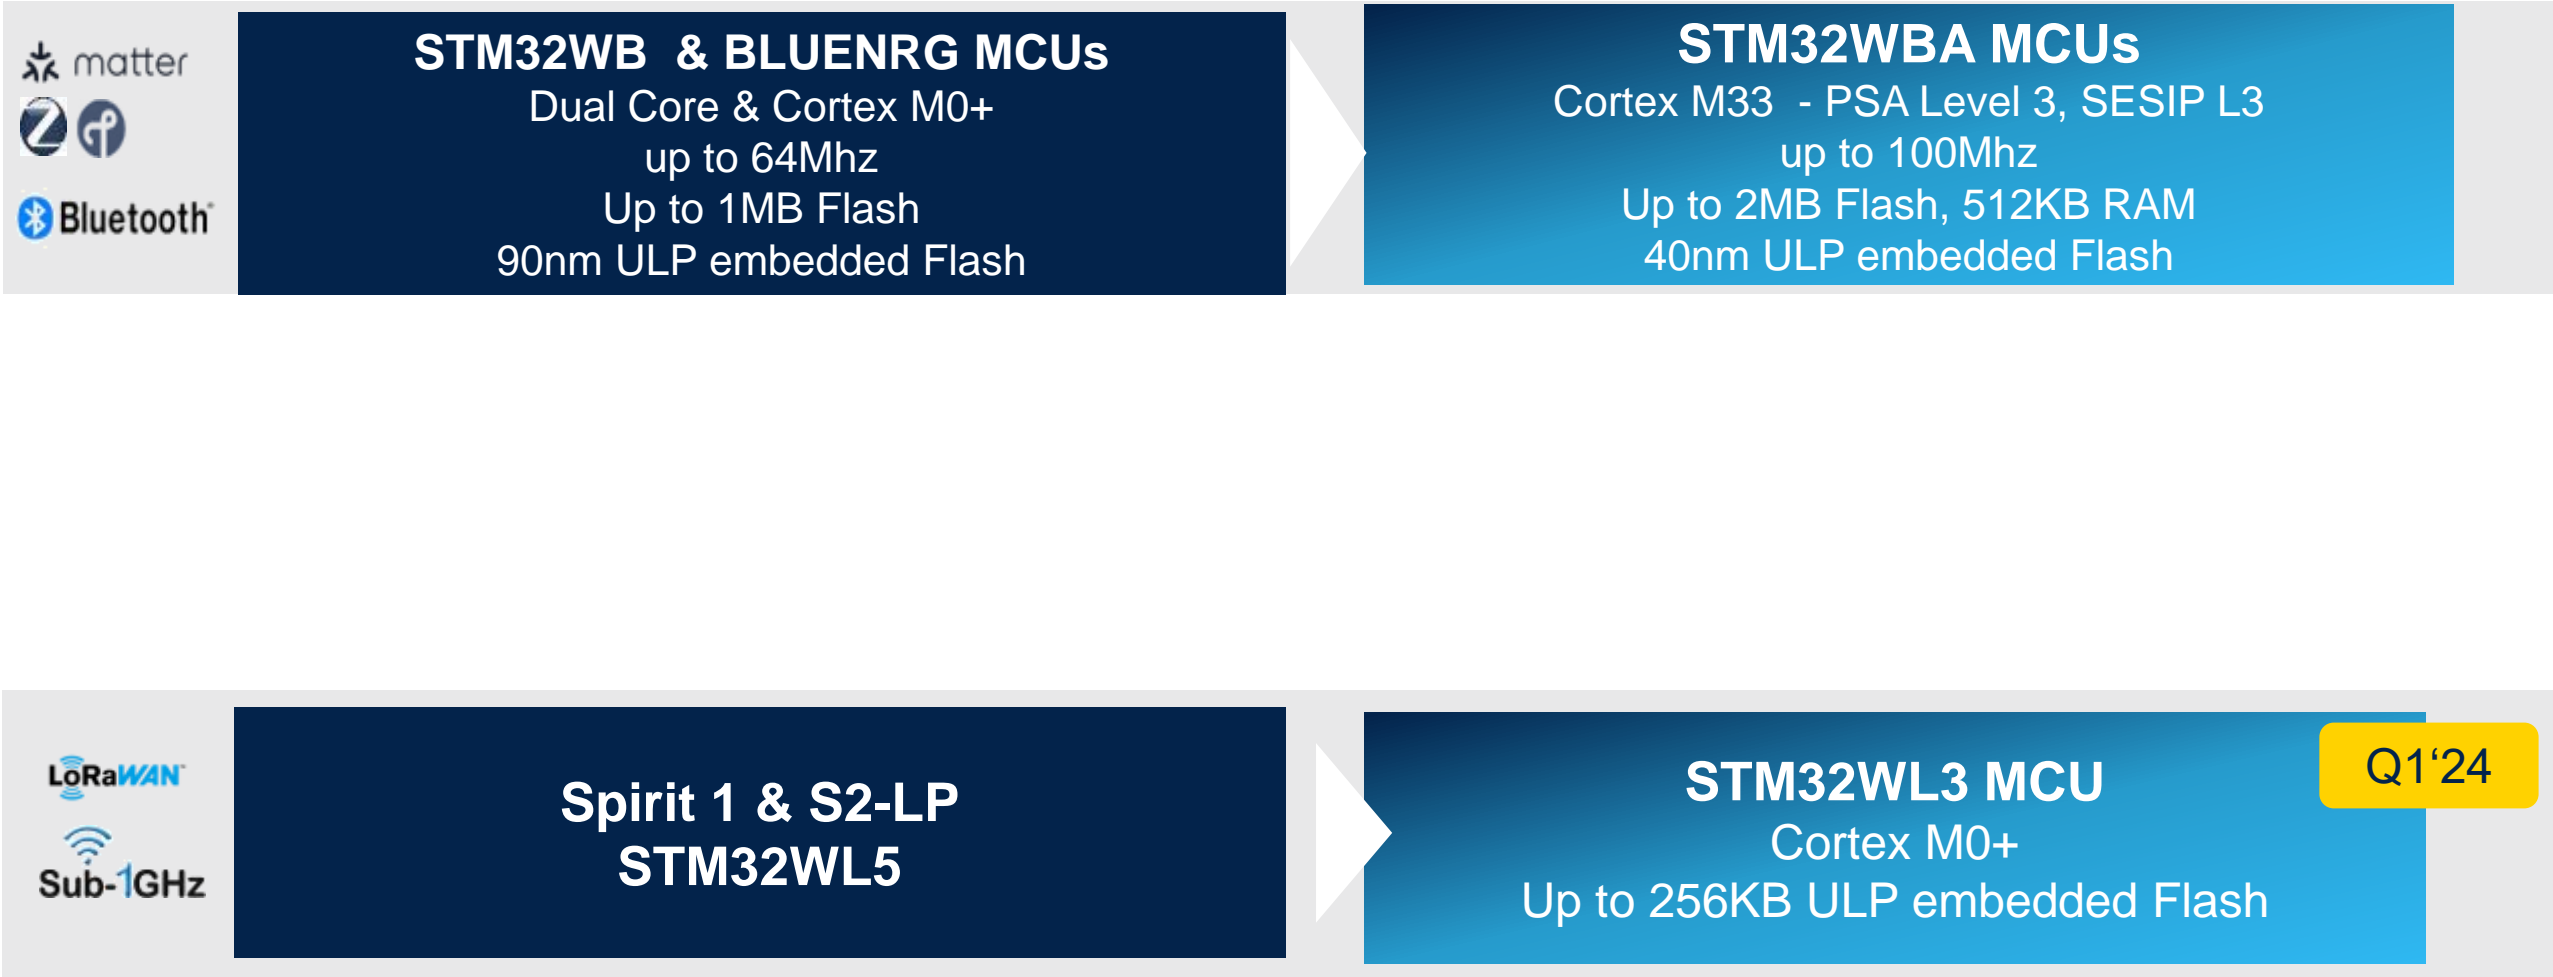 matter
Bluetooth
STM32WB & BLUENRG MCUs
Dual Core & Cortex M0+
up to 64Mhz
Up to 1MB Flash
90nm ULP embedded Flash
STM32WBA MCUs
Cortex M33 - PSA Level 3, SESIP L3
up to 100Mhz
Up to 2MB Flash, 512KB RAM
40nm ULP embedded Flash
LoRaWAN
Sub-1GHz
Spirit 1 & S2-LP
STM32WL5
STM32WL3 MCU
Cortex M0+
Up to 256KB ULP embedded Flash
Q1‘24